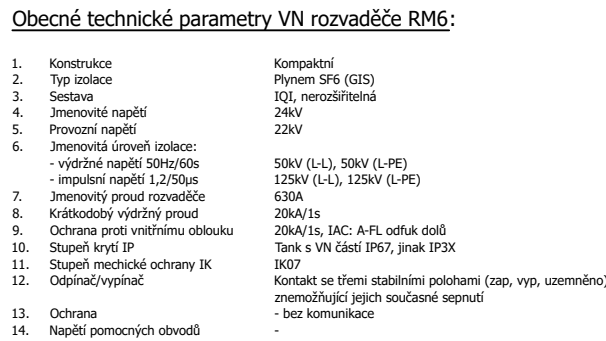 Obecné technické parametry VN rozvaděče RM6:
1. Konstrukce Kompaktní
2. Typ izolace Plynem SF6 (GIS)
3. Sestava IQI, nerozšiřitelná
4. Jmenovité napětí 24kV
5. Provozní napětí 22kV
6. Jmenovitá úroveň izolace:
- výdržné napětí 50Hz/60s 50kV (L-L), 50kV (L-PE)
- impulsní napětí 1,2/50µs 125kV (L-L), 125kV (L-PE)
7. Jmenovitý proud rozvaděče 630A
8. Krátkodobý výdržný proud 20kA/1s
9. Ochrana proti vnitřnímu oblouku 20kA/1s, IAC: A-FL odfuk dolů
10. Stupeň krytí IP Tank s VN částí IP67, jinak IP3X
11. Stupeň mechické ochrany IK IK07
12. Odpínač/vypínač Kontakt se třemi stabilními polohami (zap, vyp, uzemněno)
znemožňující jejich současné sepnutí
13. Ochrana - bez komunikace
14. Napětí pomocných obvodů -